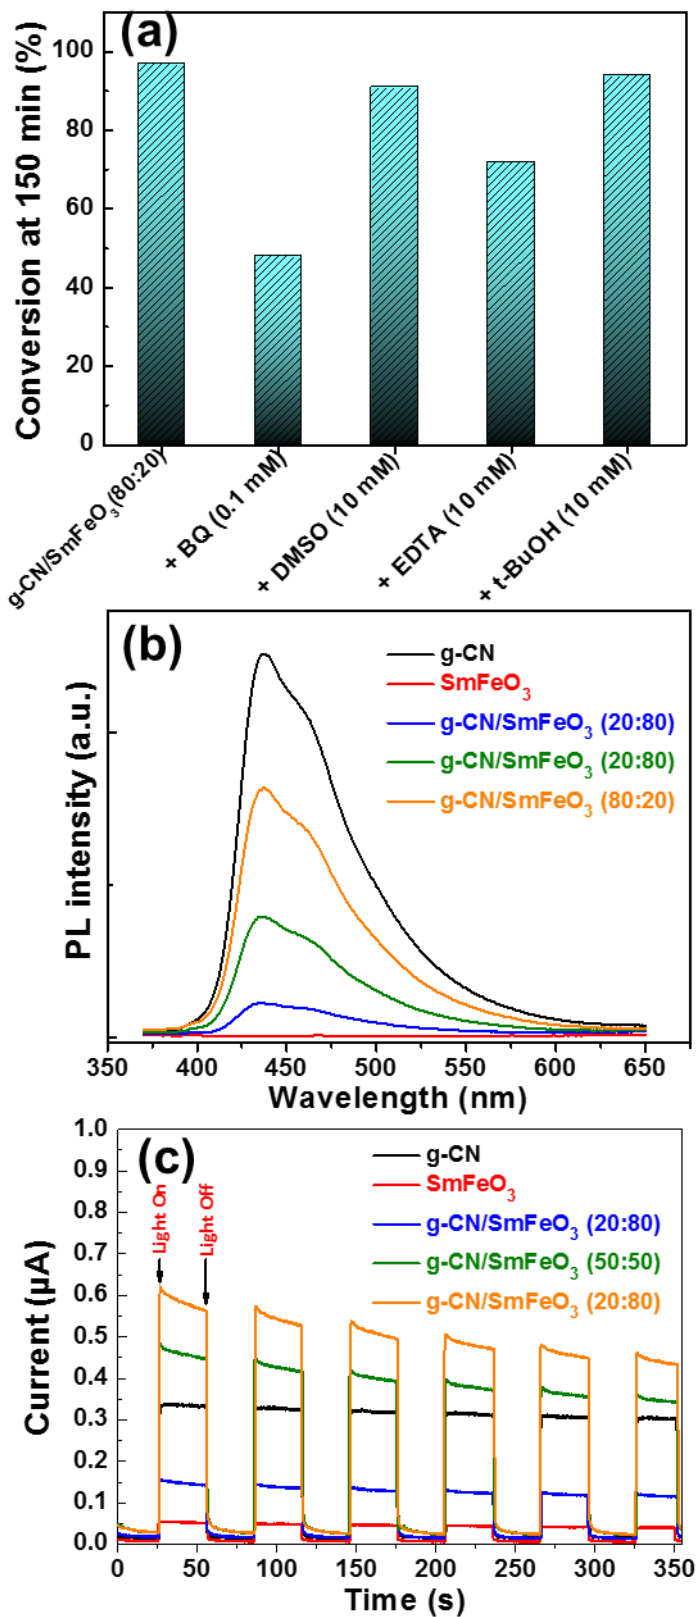 (a)
Conversion at 150 min (%)
100
80
60
40
20
0
g-CN/SmFeO3(80:20)
+ BQ (0.1 mM)
+ DMSO (10 mM)
+ EDTA (10 mM)
+ t-BuOH (10 mM)
(b)
PL intensity (a.u.)
g-CN
SmFeO3
g-CN/SmFeO3 (20:80)
g-CN/SmFeO3 (20:80)
g-CN/SmFeO3 (80:20)
350 400 450 500 550 600 650
Wavelength (nm)
(c)
Current (µA)
1.0
0.9
0.8
0.7
0.6
0.5
0.4
0.3
0.2
0.1
0.0
Light On
Light Off
g-CN
SmFeO3
g-CN/SmFeO3 (20:80)
g-CN/SmFeO3 (50:50)
g-CN/SmFeO3 (20:80)
0 50 100 150 200 250 300 350
Time (s)